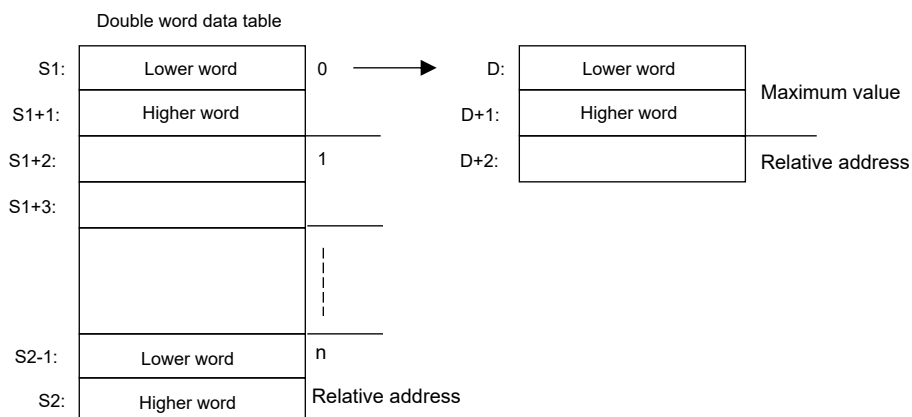 Double word data table
S1: Lower word 0 D: Lower word
Maximum value
S1+1: Higher word D+1: Higher word
S1+2: 1 D+2: Relative address
S1+3:
S2-1: Lower word n
S2: Higher word Relative address